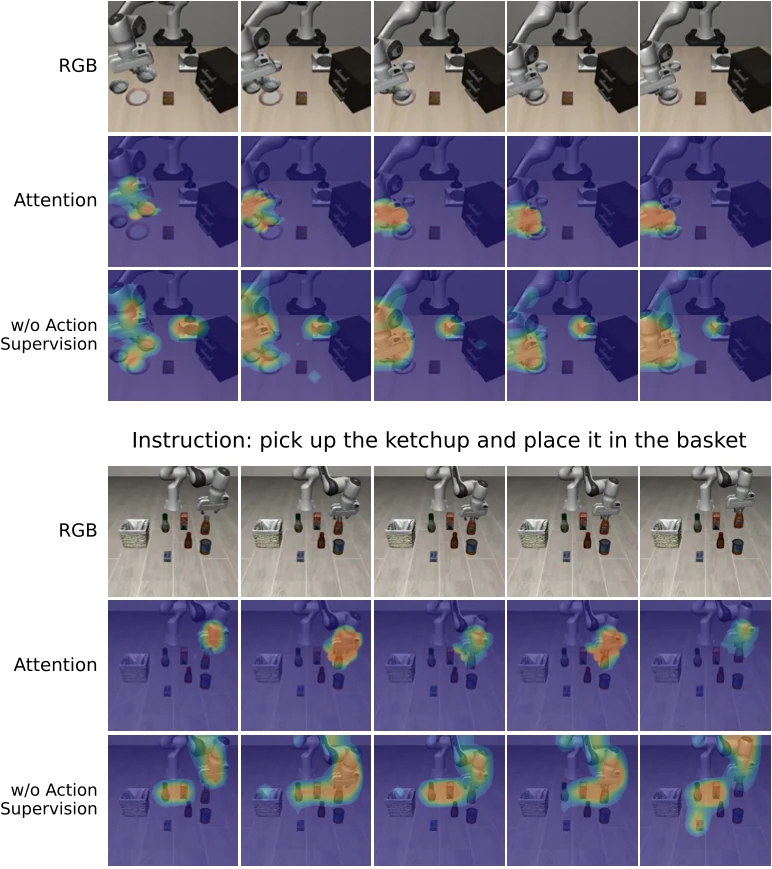 RGB
Attention
w/o Action
Supervision
Instruction: pick up the ketchup and place it in the basket
RGB
Attention
w/o Action
Supervision